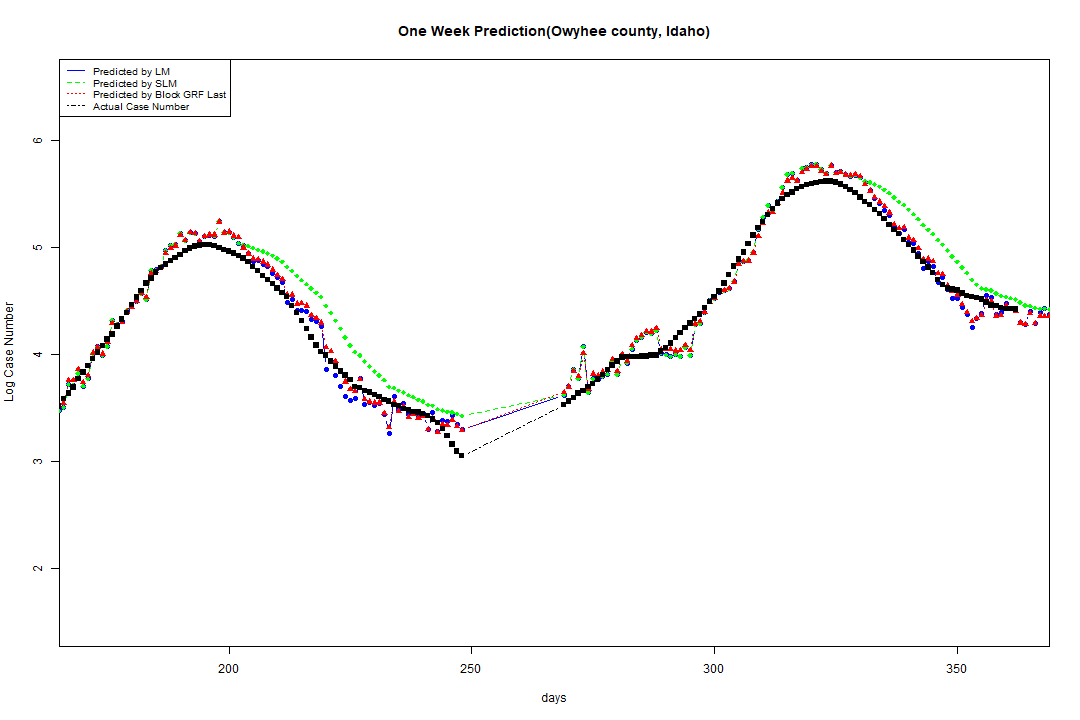 One Week Prediction(Owyhee county, Idaho)
Predicted by LM
Predicted by SLM
Predicted by Block GRF Last
Actual Case Number
6
5
4
3
2
Log Case Number
200
250
300
350
days